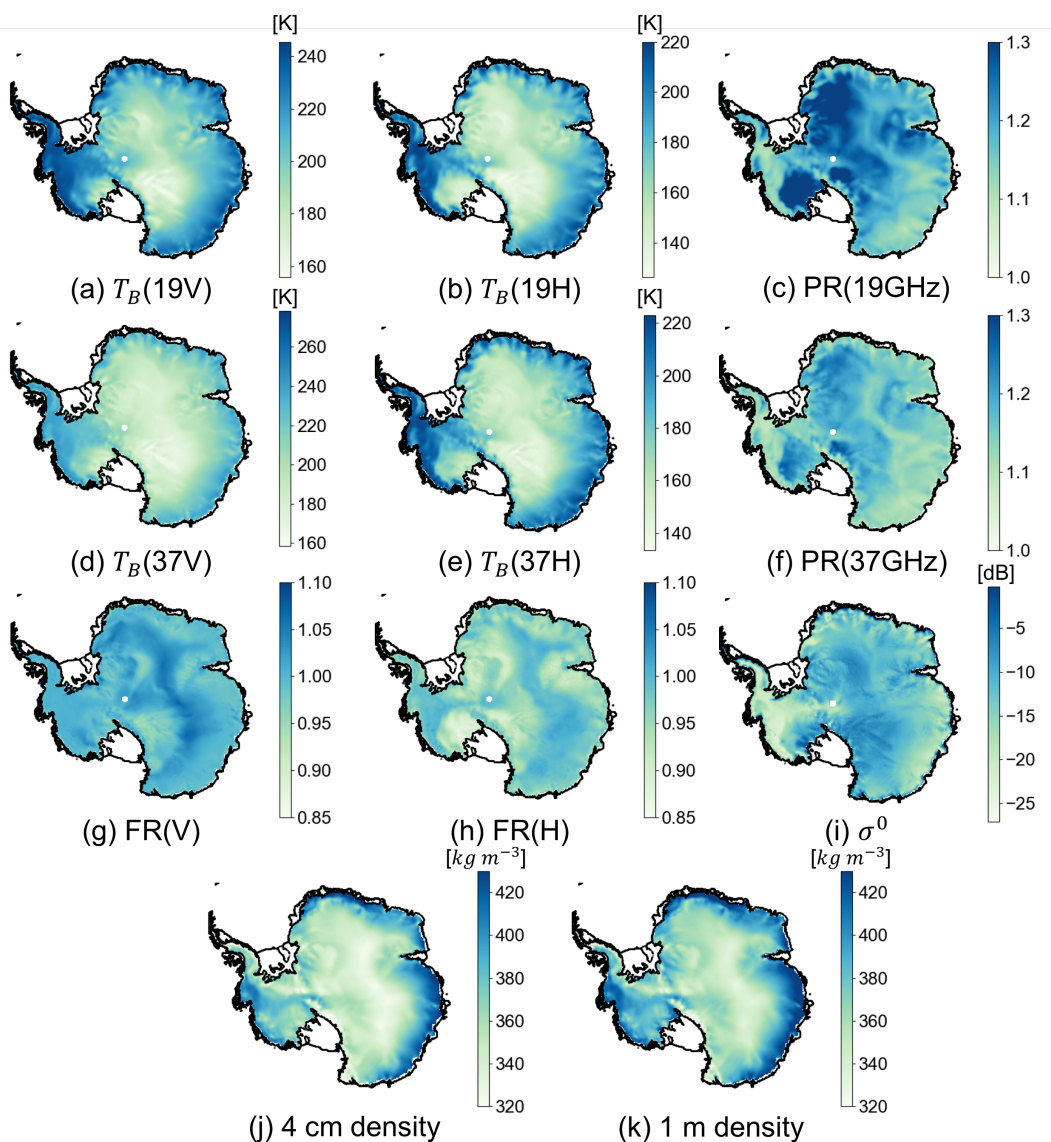 [K] [K]
240 220 1.3
220 200 1.2
200 180
180 160 1.1
160 140 1.0
(a) T_B(19V) (b) T_B(19H) (c) PR(19GHz)
[K] [K]
260 220 1.3
240 200 1.2
220 180
200 160 1.1
180 140
160 1.0
(d) T_B(37V) (e) T_B(37H) (f) PR(37GHz)
[dB]
1.10 1.10 −5
1.05 1.05 −10
1.00 1.00 −15
0.95 0.95 −20
0.90 0.90 −25
0.85 0.85
(g) FR(V) (h) FR(H) (i) σ⁰
[kg m⁻³] [kg m⁻³]
420 420
400 400
380 380
360 360
340 340
320 320
(j) 4 cm density (k) 1 m density